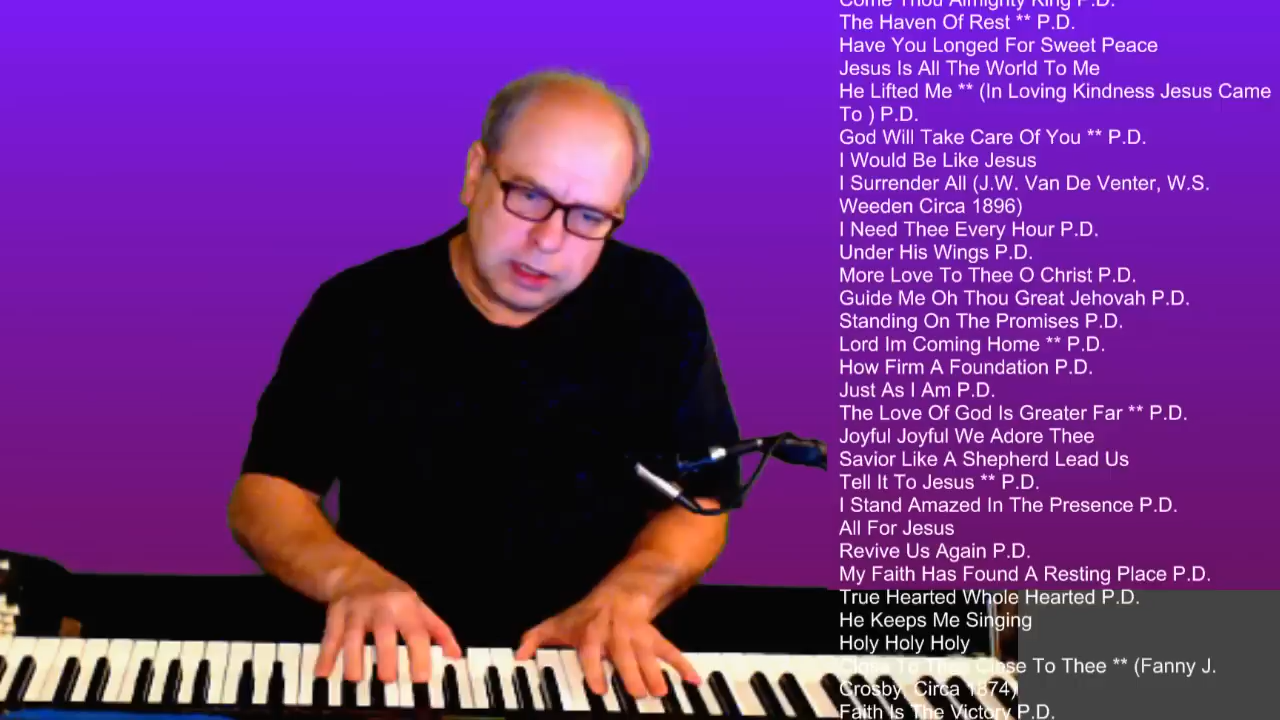 Come Thou Almighty King P.D.
The Haven Of Rest ** P.D.
Have You Longed For Sweet Peace
Jesus Is All The World To Me
He Lifted Me ** (In Loving Kindness Jesus Came
To ) P.D.
God Will Take Care Of You ** P.D.
I Would Be Like Jesus
I Surrender All (J.W. Van De Venter, W.S.
Weeden Circa 1896)
I Need Thee Every Hour P.D.
Under His Wings P.D.
More Love To Thee O Christ P.D.
Guide Me Oh Thou Great Jehovah P.D.
Standing On The Promises P.D.
Lord Im Coming Home ** P.D.
How Firm A Foundation P.D.
Just As I Am P.D.
The Love Of God Is Greater Far ** P.D.
Joyful Joyful We Adore Thee
Savior Like A Shepherd Lead Us
Tell It To Jesus ** P.D.
I Stand Amazed In The Presence P.D.
All For Jesus
Revive Us Again P.D.
My Faith Has Found A Resting Place P.D.
True Hearted Whole Hearted P.D.
He Keeps Me Singing
Holy Holy Holy
Close To Thee Close To Thee ** (Fanny J.
Crosby, Circa 1874)
Faith Is The Victory P.D.